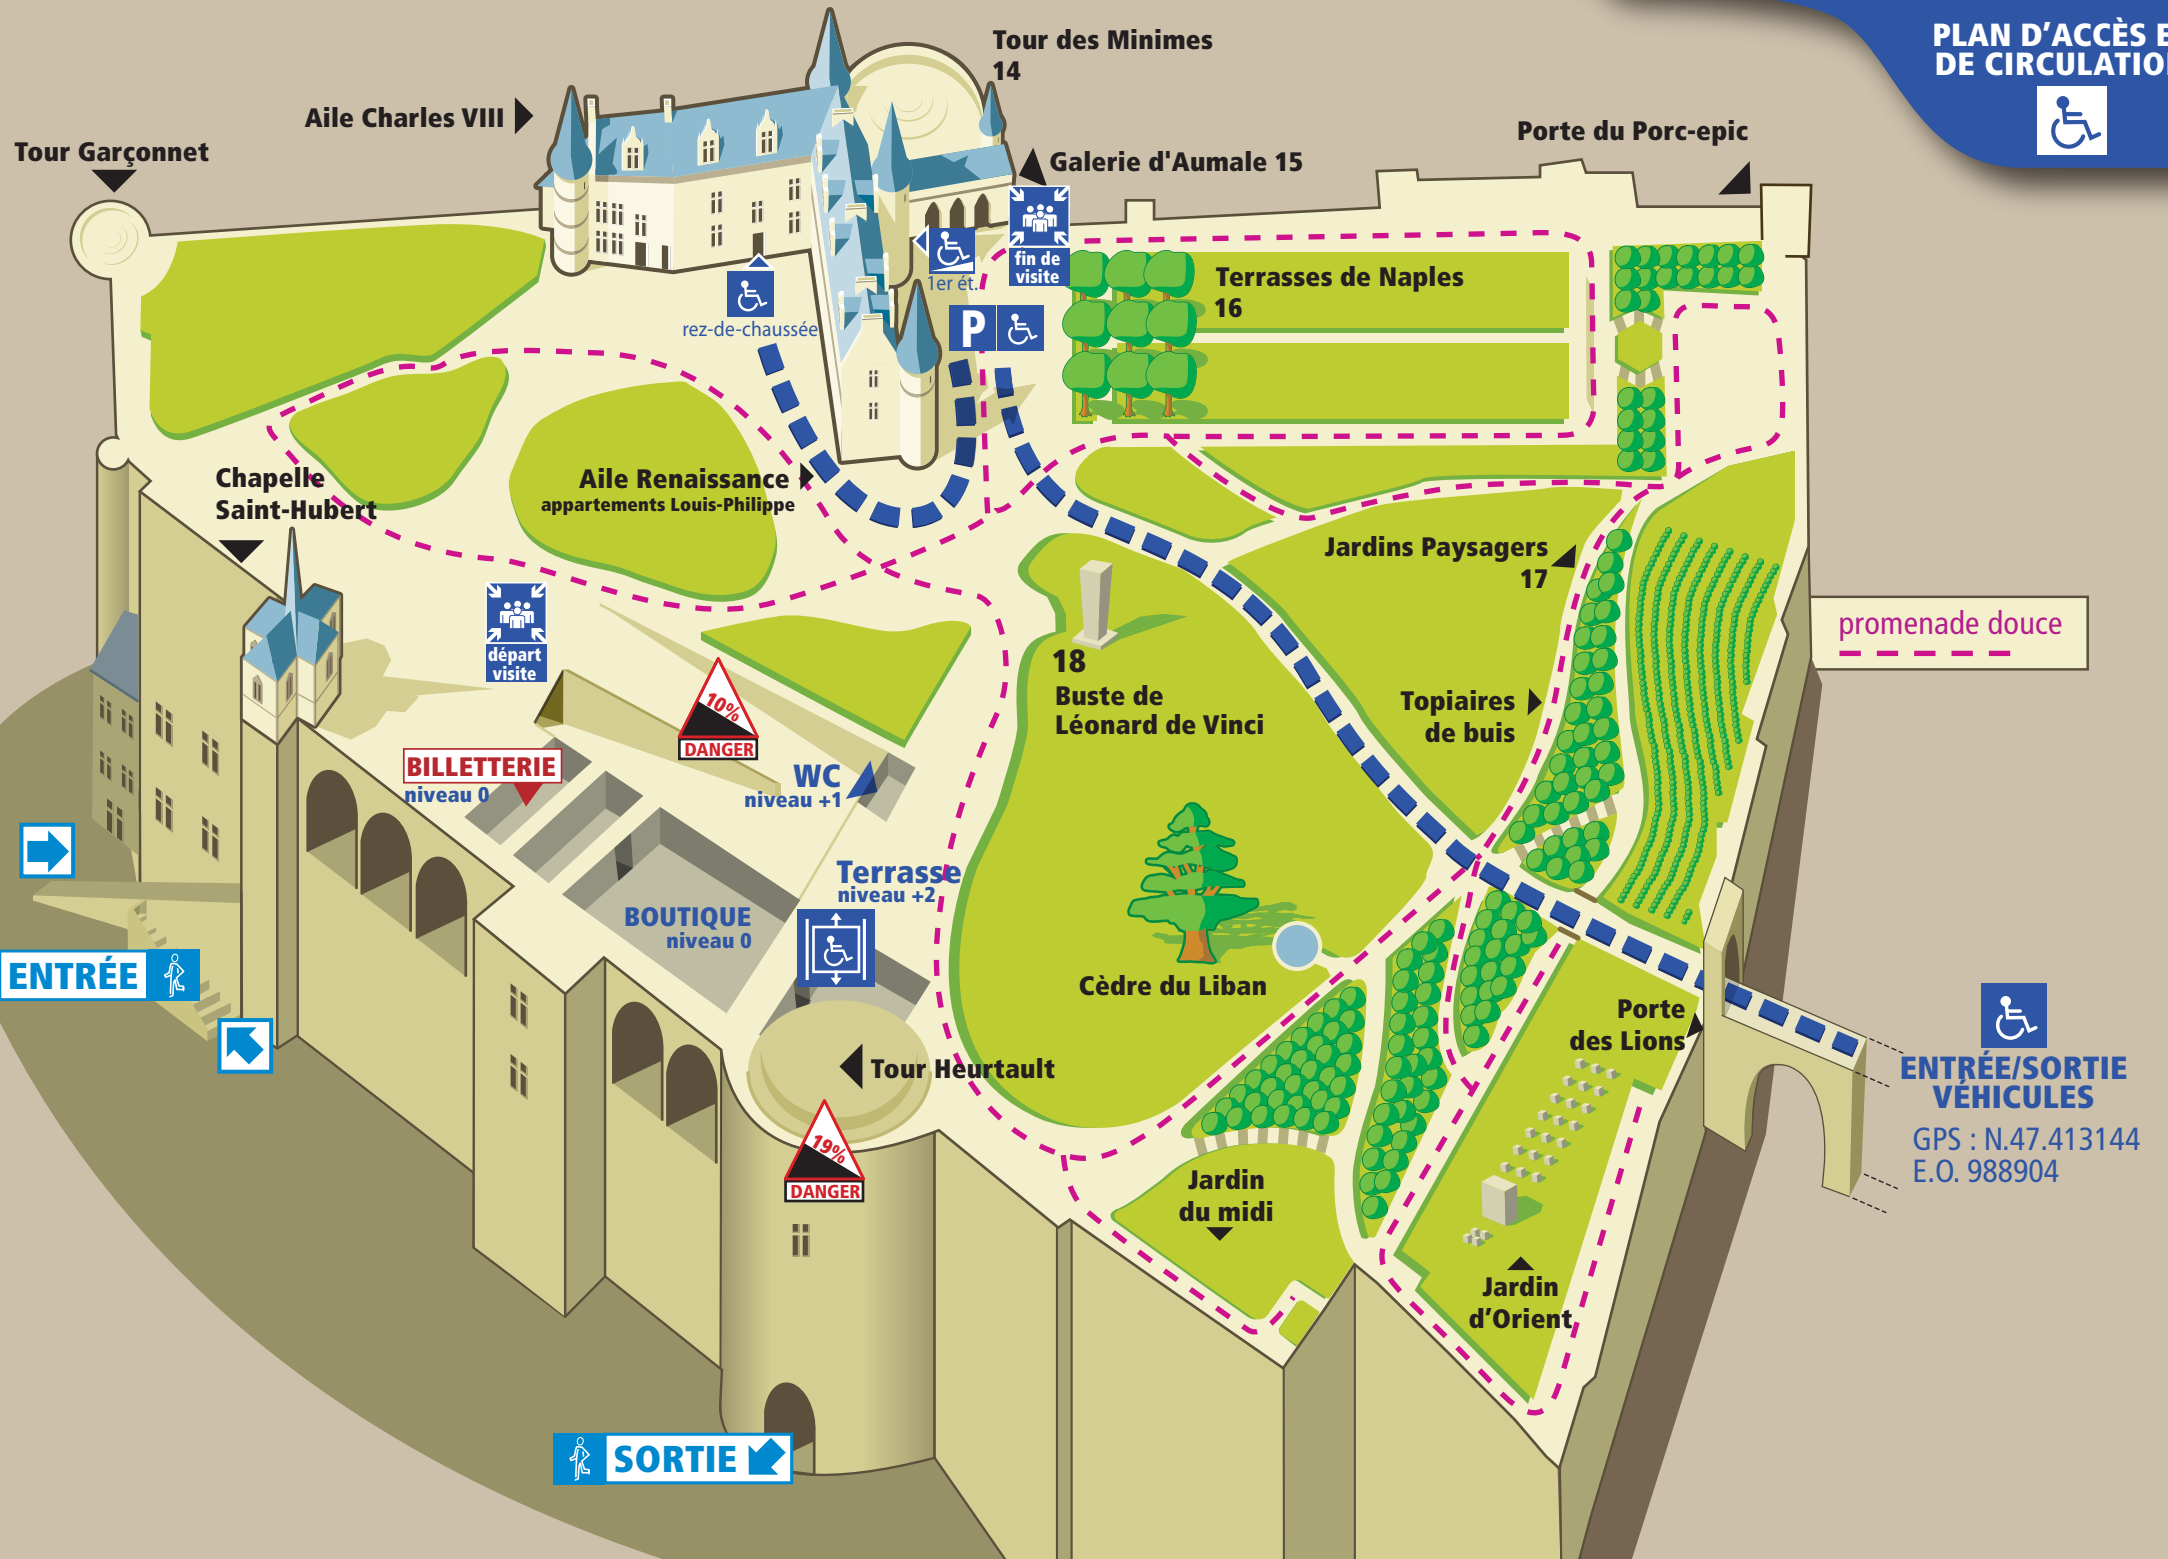 PLAN D'ACCÈS E
DE CIRCULATIO
Tour des Minimes
14
Aile Charles VIII
Tour Garçonnet
Galerie d'Aumale 15
Porte du Porc-epic
fin de
visite
1er ét.
rez-de-chaussée
P
Terrasses de Naples
16
Chapelle
Saint-Hubert
Aile Renaissance
appartements Louis-Philippe
Jardins Paysagers
17
départ
visite
promenade douce
18
Buste de
Léonard de Vinci
Topiaires
de buis
10%
DANGER
BILLETTERIE
niveau 0
WC
niveau +1
Terrasse
niveau +2
BOUTIQUE
niveau 0
ENTRÉE
Cèdre du Liban
Porte
des Lions
ENTRÉE/SORTIE
VÉHICULES
GPS : N.47.413144
E.O. 988904
Tour Heurtault
19%
DANGER
Jardin
du midi
Jardin
d'Orient
SORTIE